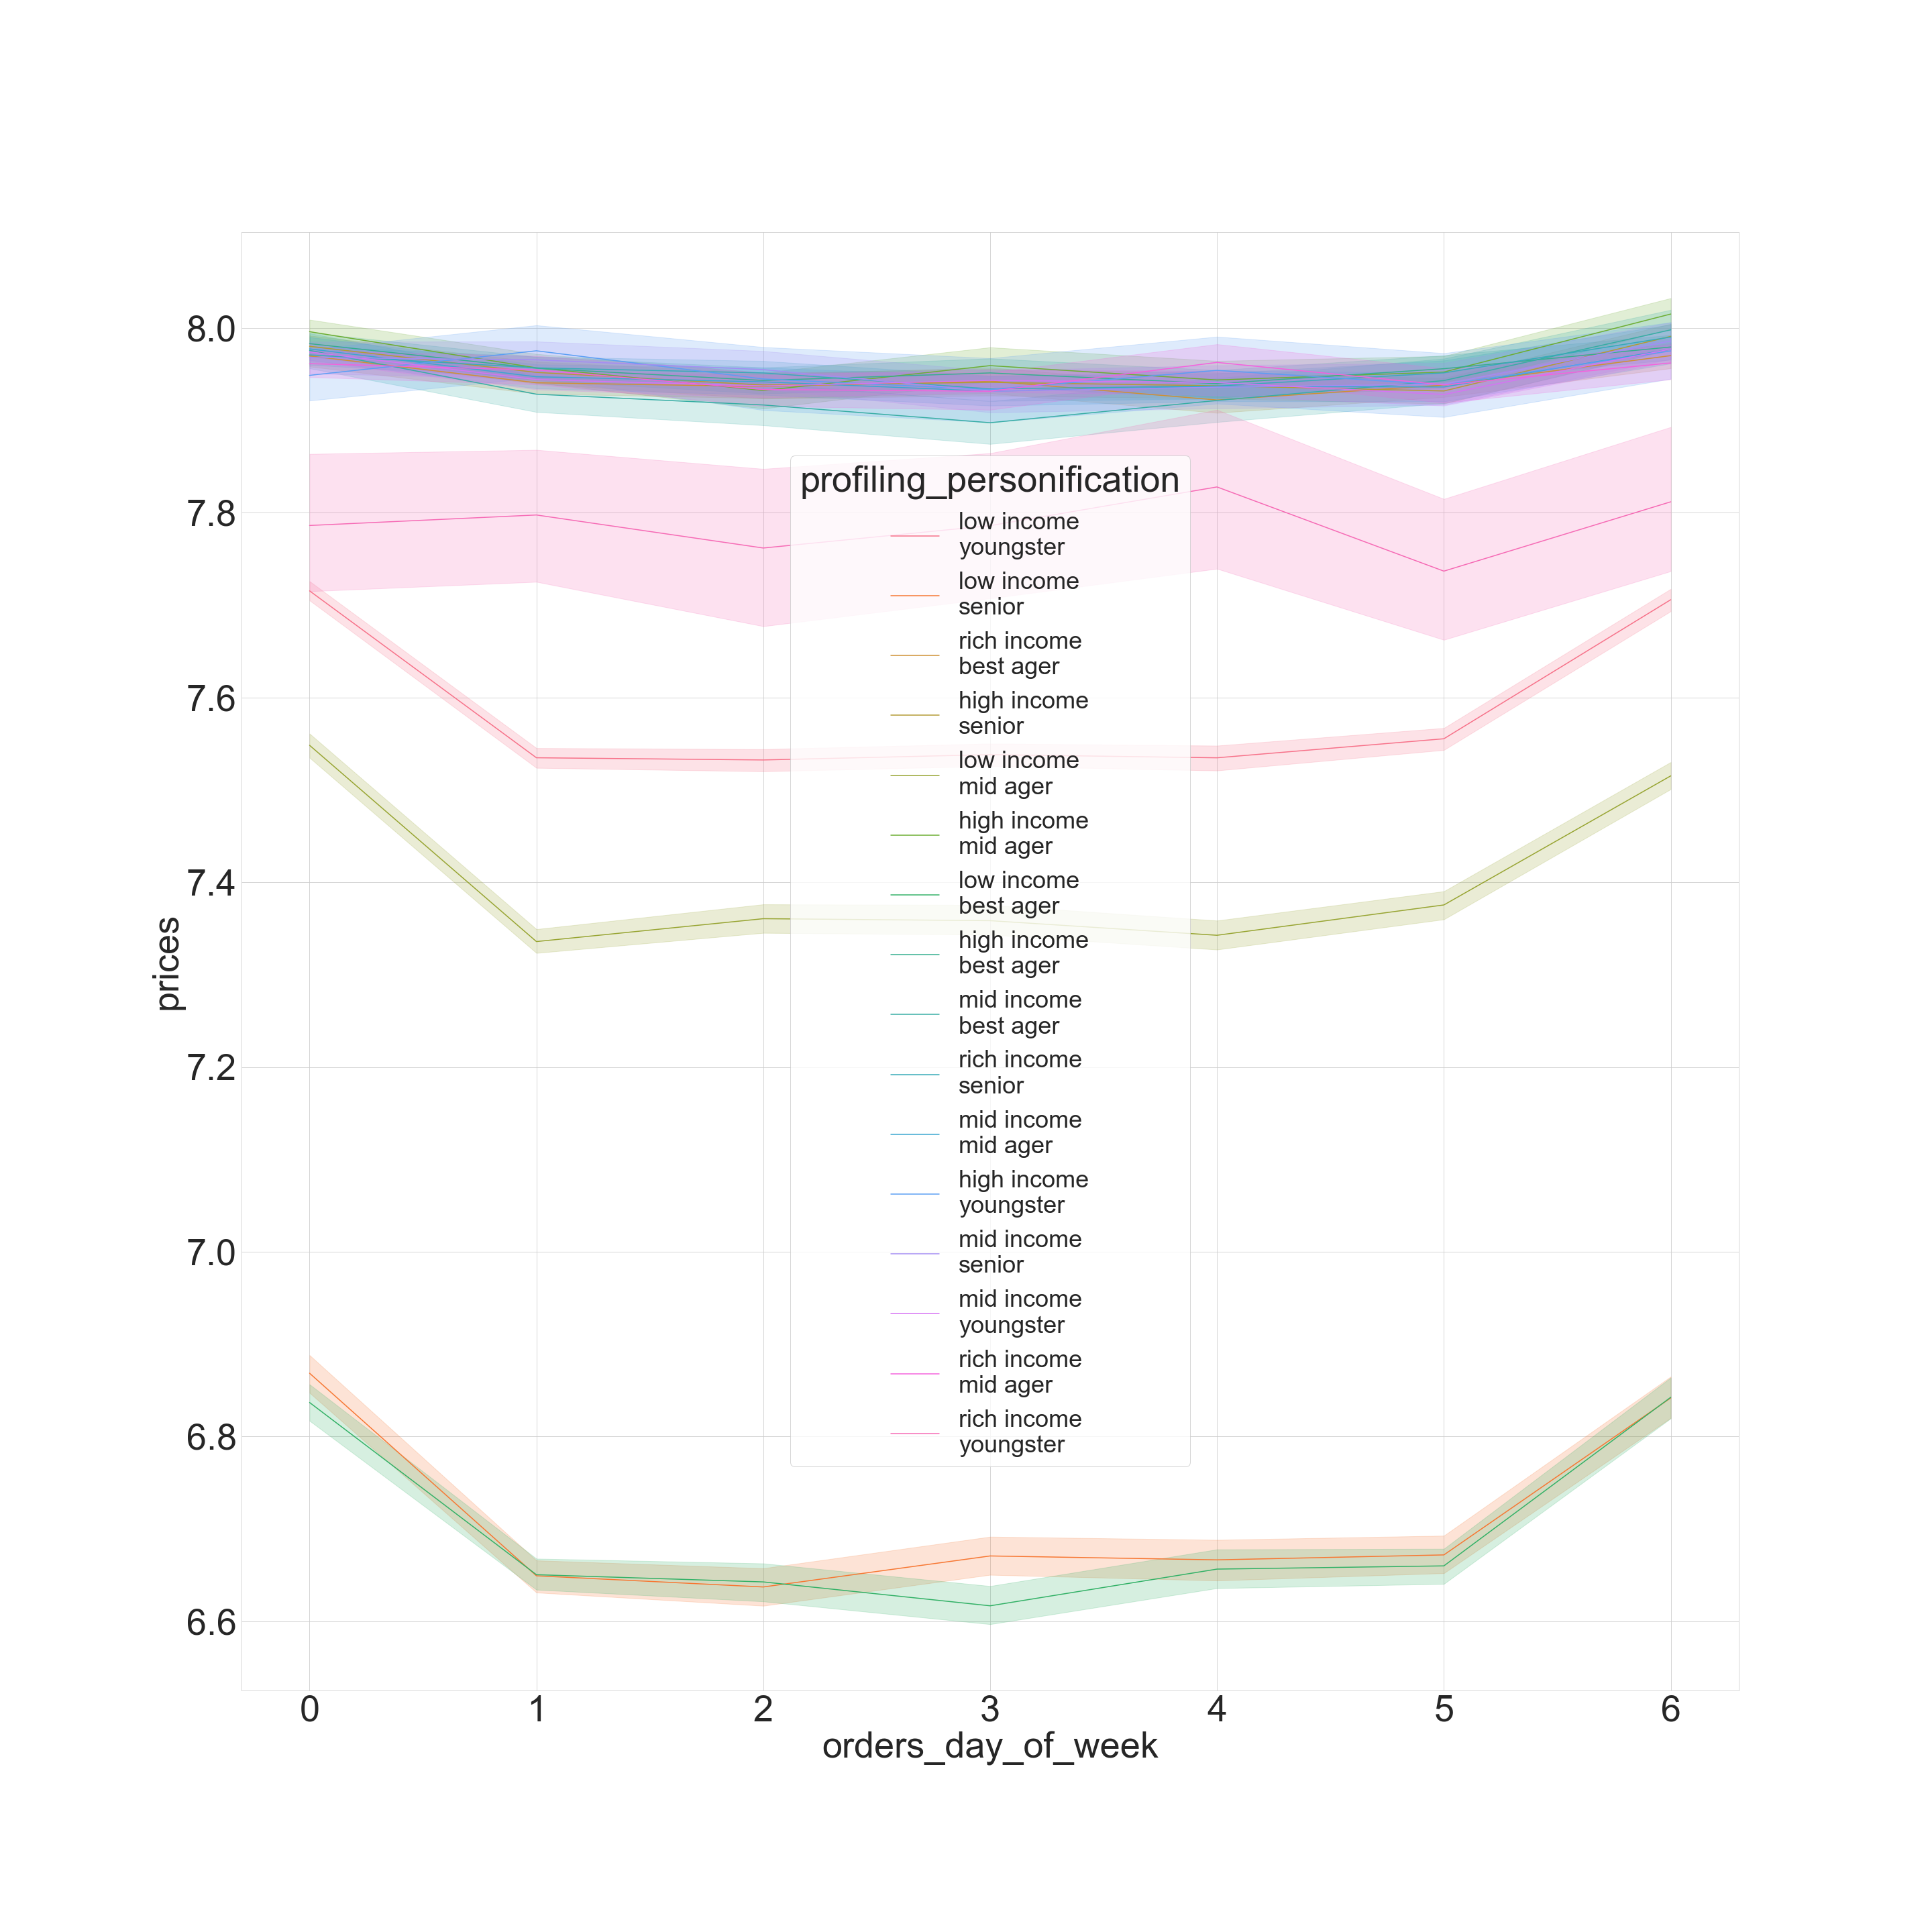 8.0
7.8
7.6
7.4
7.2
7.0
6.8
6.6
prices
profiling_personification
low income
youngster
low income
senior
rich income
best ager
high income
senior
low income
mid ager
high income
mid ager
low income
best ager
high income
best ager
mid income
best ager
rich income
senior
mid income
mid ager
high income
youngster
mid income
senior
mid income
youngster
rich income
mid ager
rich income
youngster
0 1 2 3 4 5 6
orders_day_of_week